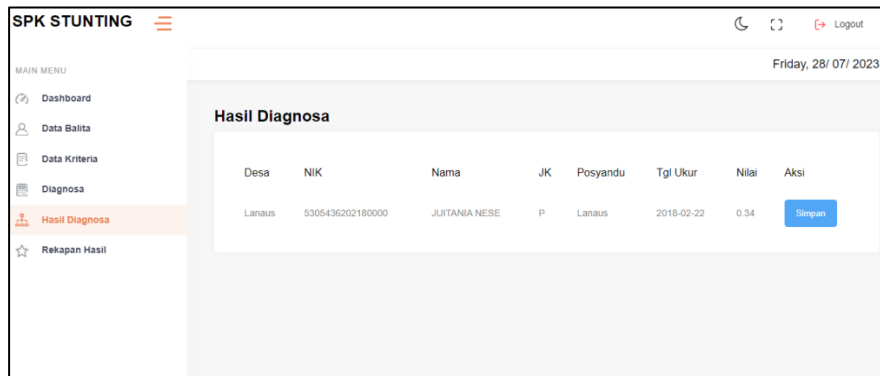 SPK STUNTING
Logout
Friday, 28/ 07/ 2023
MAIN MENU
Dashboard
Data Balita
Data Kriteria
Diagnosa
Hasil Diagnosa
Rekapan Hasil
Hasil Diagnosa
Desa NIK Nama JK Posyandu Tgl Ukur Nilai Aksi
Lanaus 5305436202180000 JUITANIA NESE P Lanaus 2018-02-22 0.34 Simpan